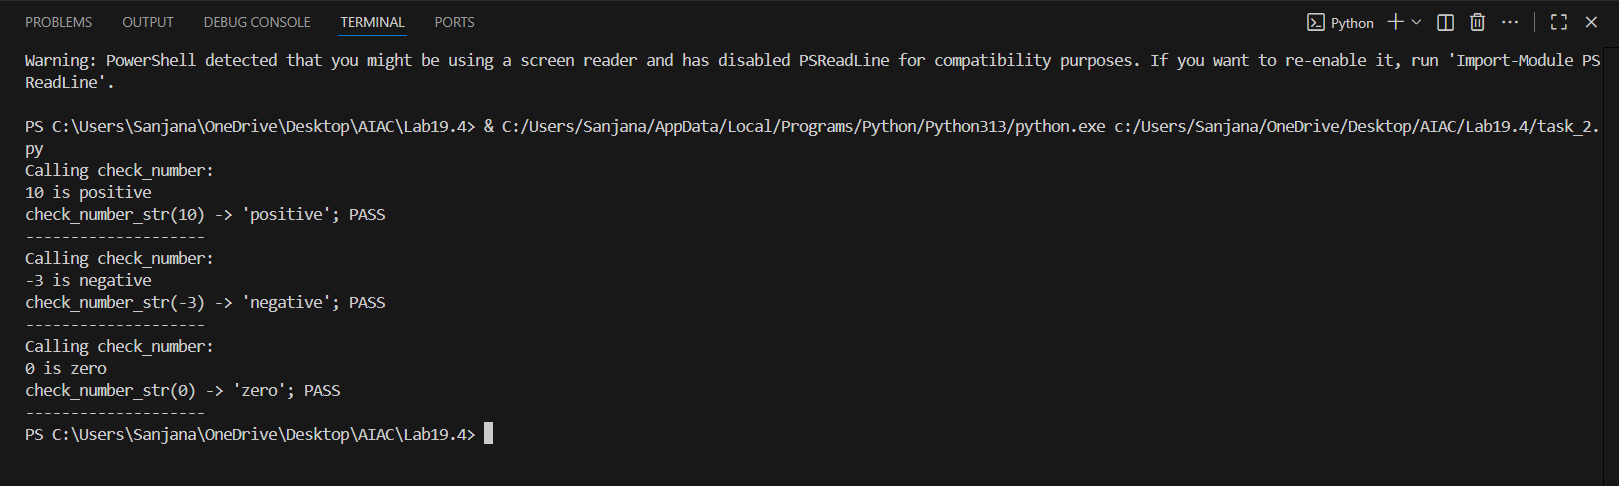 PROBLEMS OUTPUT DEBUG CONSOLE TERMINAL PORTS Python
Warning: PowerShell detected that you might be using a screen reader and has disabled PSReadLine for compatibility purposes. If you want to re-enable it, run 'Import-Module PS
ReadLine'.
PS C:\Users\Sanjana\OneDrive\Desktop\AIAC\Lab19.4> & C:/Users/Sanjana/AppData/Local/Programs/Python/Python313/python.exe c:/Users/Sanjana/OneDrive/Desktop/AIAC/Lab19.4/task_2.
py
Calling check_number:
10 is positive
check_number_str(10) -> 'positive'; PASS
--------------------
Calling check_number:
-3 is negative
check_number_str(-3) -> 'negative'; PASS
--------------------
Calling check_number:
0 is zero
check_number_str(0) -> 'zero'; PASS
--------------------
PS C:\Users\Sanjana\OneDrive\Desktop\AIAC\Lab19.4>